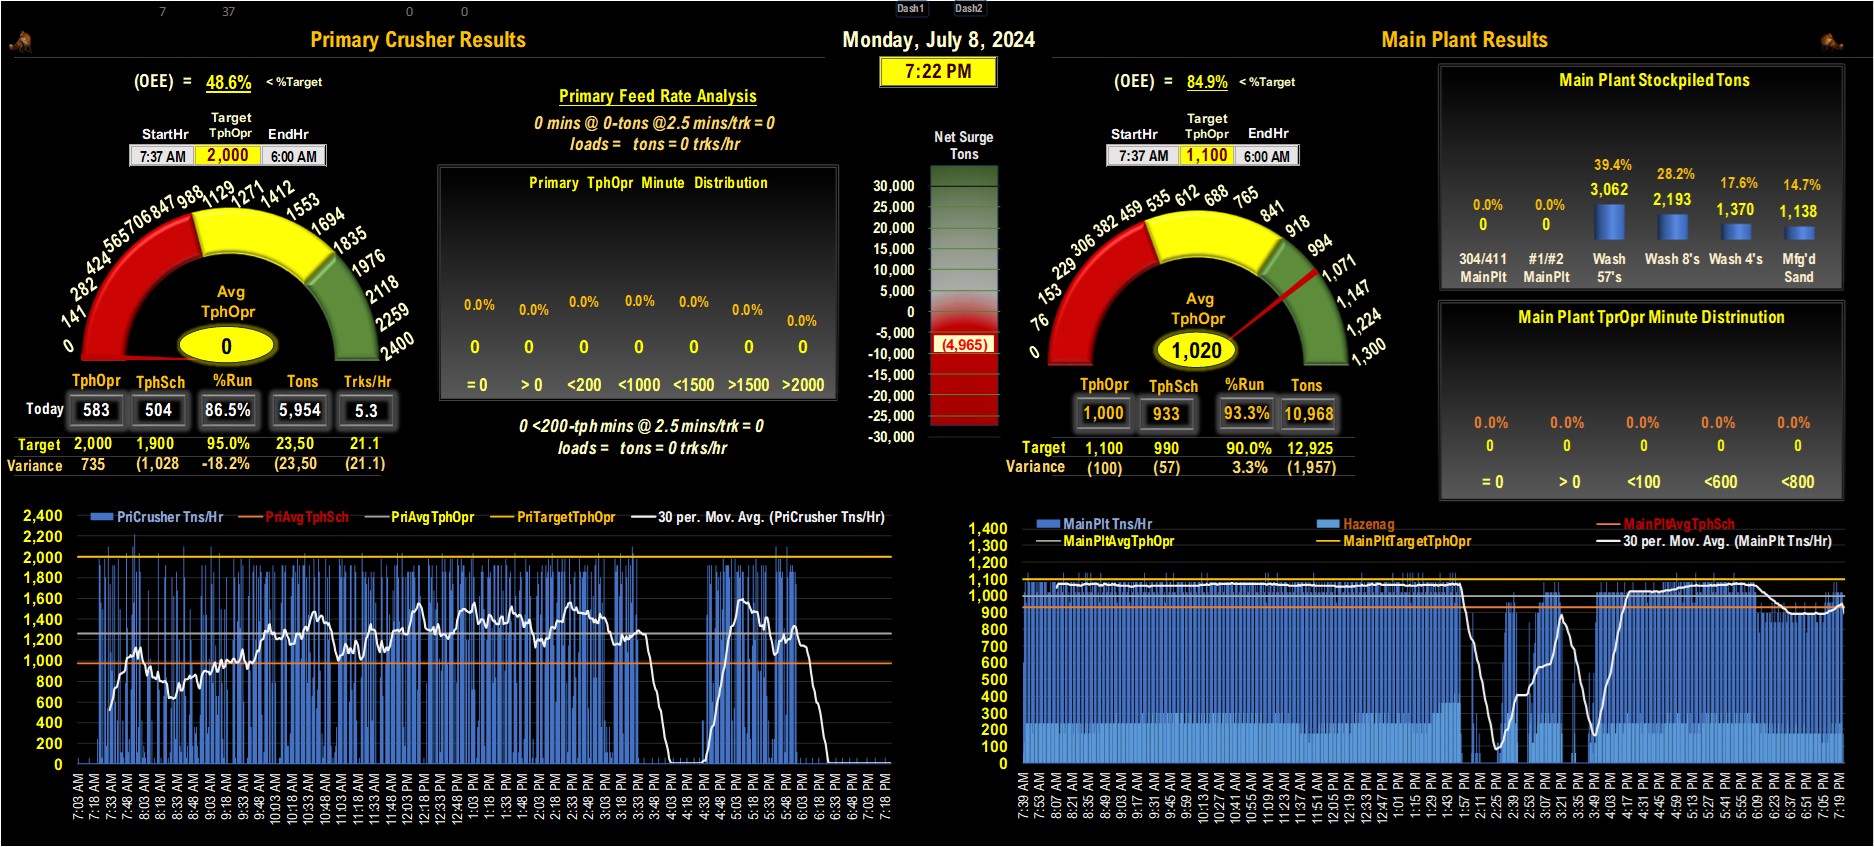 7 37 0 0 Dash1 Dash2
Primary Crusher Results
Monday, July 8, 2024
Main Plant Results
7:22 PM
(OEE) = 48.6% < %Target
Target
StartHr TphOpr EndHr
7:37 AM 2,000 6:00 AM
0 141 282 424 565 706 847 988 1129 1271 1412 1553 1694 1835 1976 2118 2259 2400
Avg
TphOpr
0
TphOpr TphSch %Run Tons Trks/Hr
Today 583 504 86.5% 5,954 5.3
Target 2,000 1,900 95.0% 23,50 21.1
Variance 735 (1,028 -18.2% (23,50 (21.1)
Primary Feed Rate Analysis
0 mins @ 0-tons @2.5 mins/trk = 0
loads = tons = 0 trks/hr
Primary TphOpr Minute Distribution
0.0% 0.0% 0.0% 0.0% 0.0% 0.0% 0.0%
0 0 0 0 0 0 0
= 0 > 0 <200 <1000 <1500 >1500 >2000
0 <200-tph mins @ 2.5 mins/trk = 0
loads = tons = 0 trks/hr
Net Surge
Tons
30,000
25,000
20,000
15,000
10,000
5,000
0
-5,000
(4,965)
-10,000
-15,000
-20,000
-25,000
-30,000
(OEE) = 84.9% < %Target
Target
StartHr TphOpr EndHr
7:37 AM 1,100 6:00 AM
0 76 153 229 306 382 459 535 612 688 765 841 918 994 1,071 1,147 1,224 1,300
Avg
TphOpr
1,020
TphOpr TphSch %Run Tons
1,000 933 93.3% 10,968
Target 1,100 990 90.0% 12,925
Variance (100) (57) 3.3% (1,957)
Main Plant Stockpiled Tons
0.0% 0.0% 39.4% 28.2% 17.6% 14.7%
0 0 3,062 2,193 1,370 1,138
304/411 #1/#2 Wash Wash 8's Wash 4's Mfg'd
MainPlt MainPlt 57's Sand
Main Plant TprOpr Minute Distrinution
0.0% 0.0% 0.0% 0.0% 0.0%
0 0 0 0 0
= 0 > 0 <100 <600 <800
PriCrusher Tns/Hr PriAvgTphSch PriAvgTphOpr PriTargetTphOpr 30 per. Mov. Avg. (PriCrusher Tns/Hr)
2,400
2,200
2,000
1,800
1,600
1,400
1,200
1,000
800
600
400
200
0
7:03 AM 7:18 AM 7:33 AM 7:48 AM 8:03 AM 8:18 AM 8:33 AM 8:48 AM 9:03 AM 9:18 AM 9:33 AM 9:48 AM 10:03 AM 10:18 AM 10:33 AM 10:48 AM 11:03 AM 11:18 AM 11:33 AM 11:48 AM 12:03 PM 12:18 PM 12:33 PM 12:48 PM 1:03 PM 1:18 PM 1:33 PM 1:48 PM 2:03 PM 2:18 PM 2:33 PM 2:48 PM 3:03 PM 3:18 PM 3:33 PM 3:48 PM 4:03 PM 4:18 PM 4:33 PM 4:48 PM 5:03 PM 5:18 PM 5:33 PM 5:48 PM 6:03 PM 6:18 PM 6:33 PM 6:48 PM 7:03 PM 7:18 PM
MainPlt Tns/Hr Hazenag MainPltAvgTphSch
MainPltAvgTphOpr MainPltTargetTphOpr 30 per. Mov. Avg. (MainPlt Tns/Hr)
1,400
1,300
1,200
1,100
1,000
900
800
700
600
500
400
300
200
100
0
7:39 AM 7:53 AM 8:07 AM 8:21 AM 8:35 AM 8:49 AM 9:03 AM 9:17 AM 9:31 AM 9:45 AM 9:59 AM 10:13 AM 10:27 AM 10:41 AM 10:55 AM 11:09 AM 11:23 AM 11:37 AM 11:51 AM 12:05 PM 12:19 PM 12:33 PM 12:47 PM 1:01 PM 1:15 PM 1:29 PM 1:43 PM 1:57 PM 2:11 PM 2:25 PM 2:39 PM 2:53 PM 3:07 PM 3:21 PM 3:35 PM 3:49 PM 4:03 PM 4:17 PM 4:31 PM 4:45 PM 4:59 PM 5:13 PM 5:27 PM 5:41 PM 5:55 PM 6:09 PM 6:23 PM 6:37 PM 6:51 PM 7:05 PM 7:19 PM